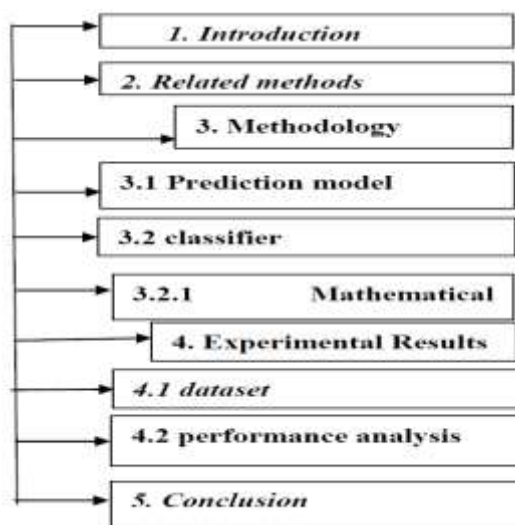 1. Introduction
2. Related methods
3. Methodology
3.1 Prediction model
3.2 classifier
3.2.1 Mathematical
4. Experimental Results
4.1 dataset
4.2 performance analysis
5. Conclusion